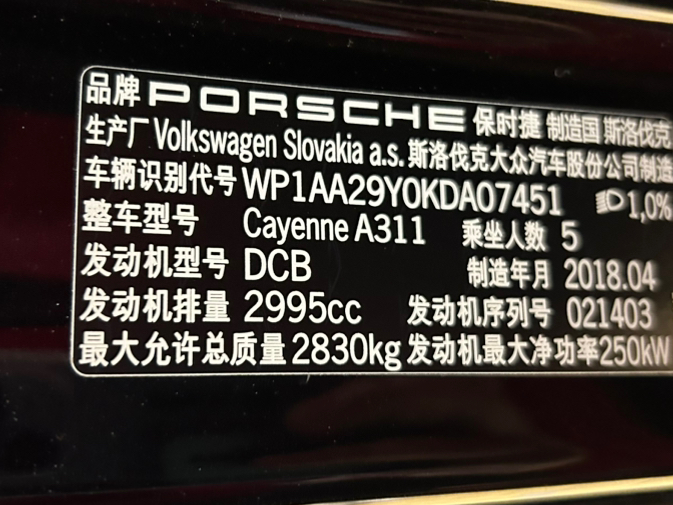 品牌 PORSCHE 保时捷 制造国 斯洛伐克
生产厂 Volkswagen Slovakia a.s. 斯洛伐克大众汽车股份公司制造
车辆识别代号 WP1AA29Y0KDA07451 1,0%
整车型号 Cayenne A311 乘坐人数 5
发动机型号 DCB 制造年月 2018.04
发动机排量 2995cc 发动机序列号 021403
最大允许总质量 2830kg 发动机最大净功率 250kW